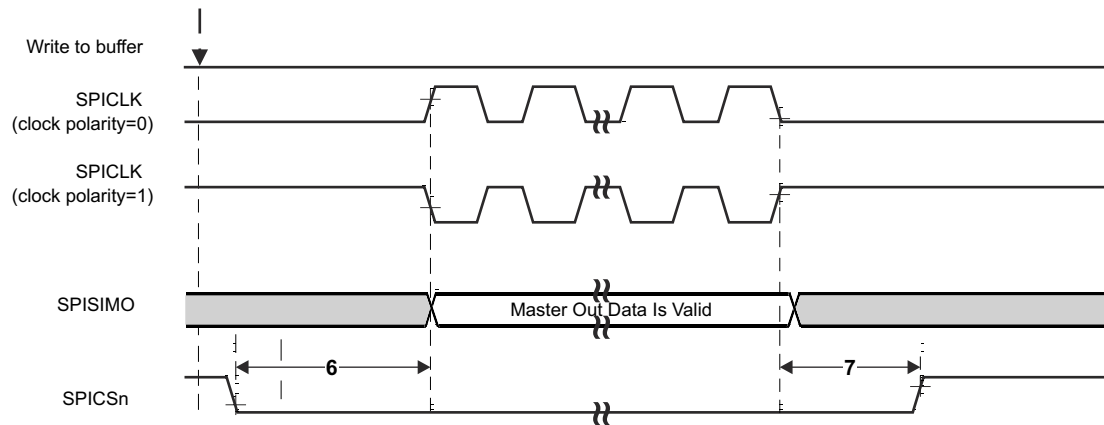 Write to buffer
SPICLK
(clock polarity=0)
SPICLK
(clock polarity=1)
SPISIMO
Master Out Data Is Valid
6
7
SPICSn